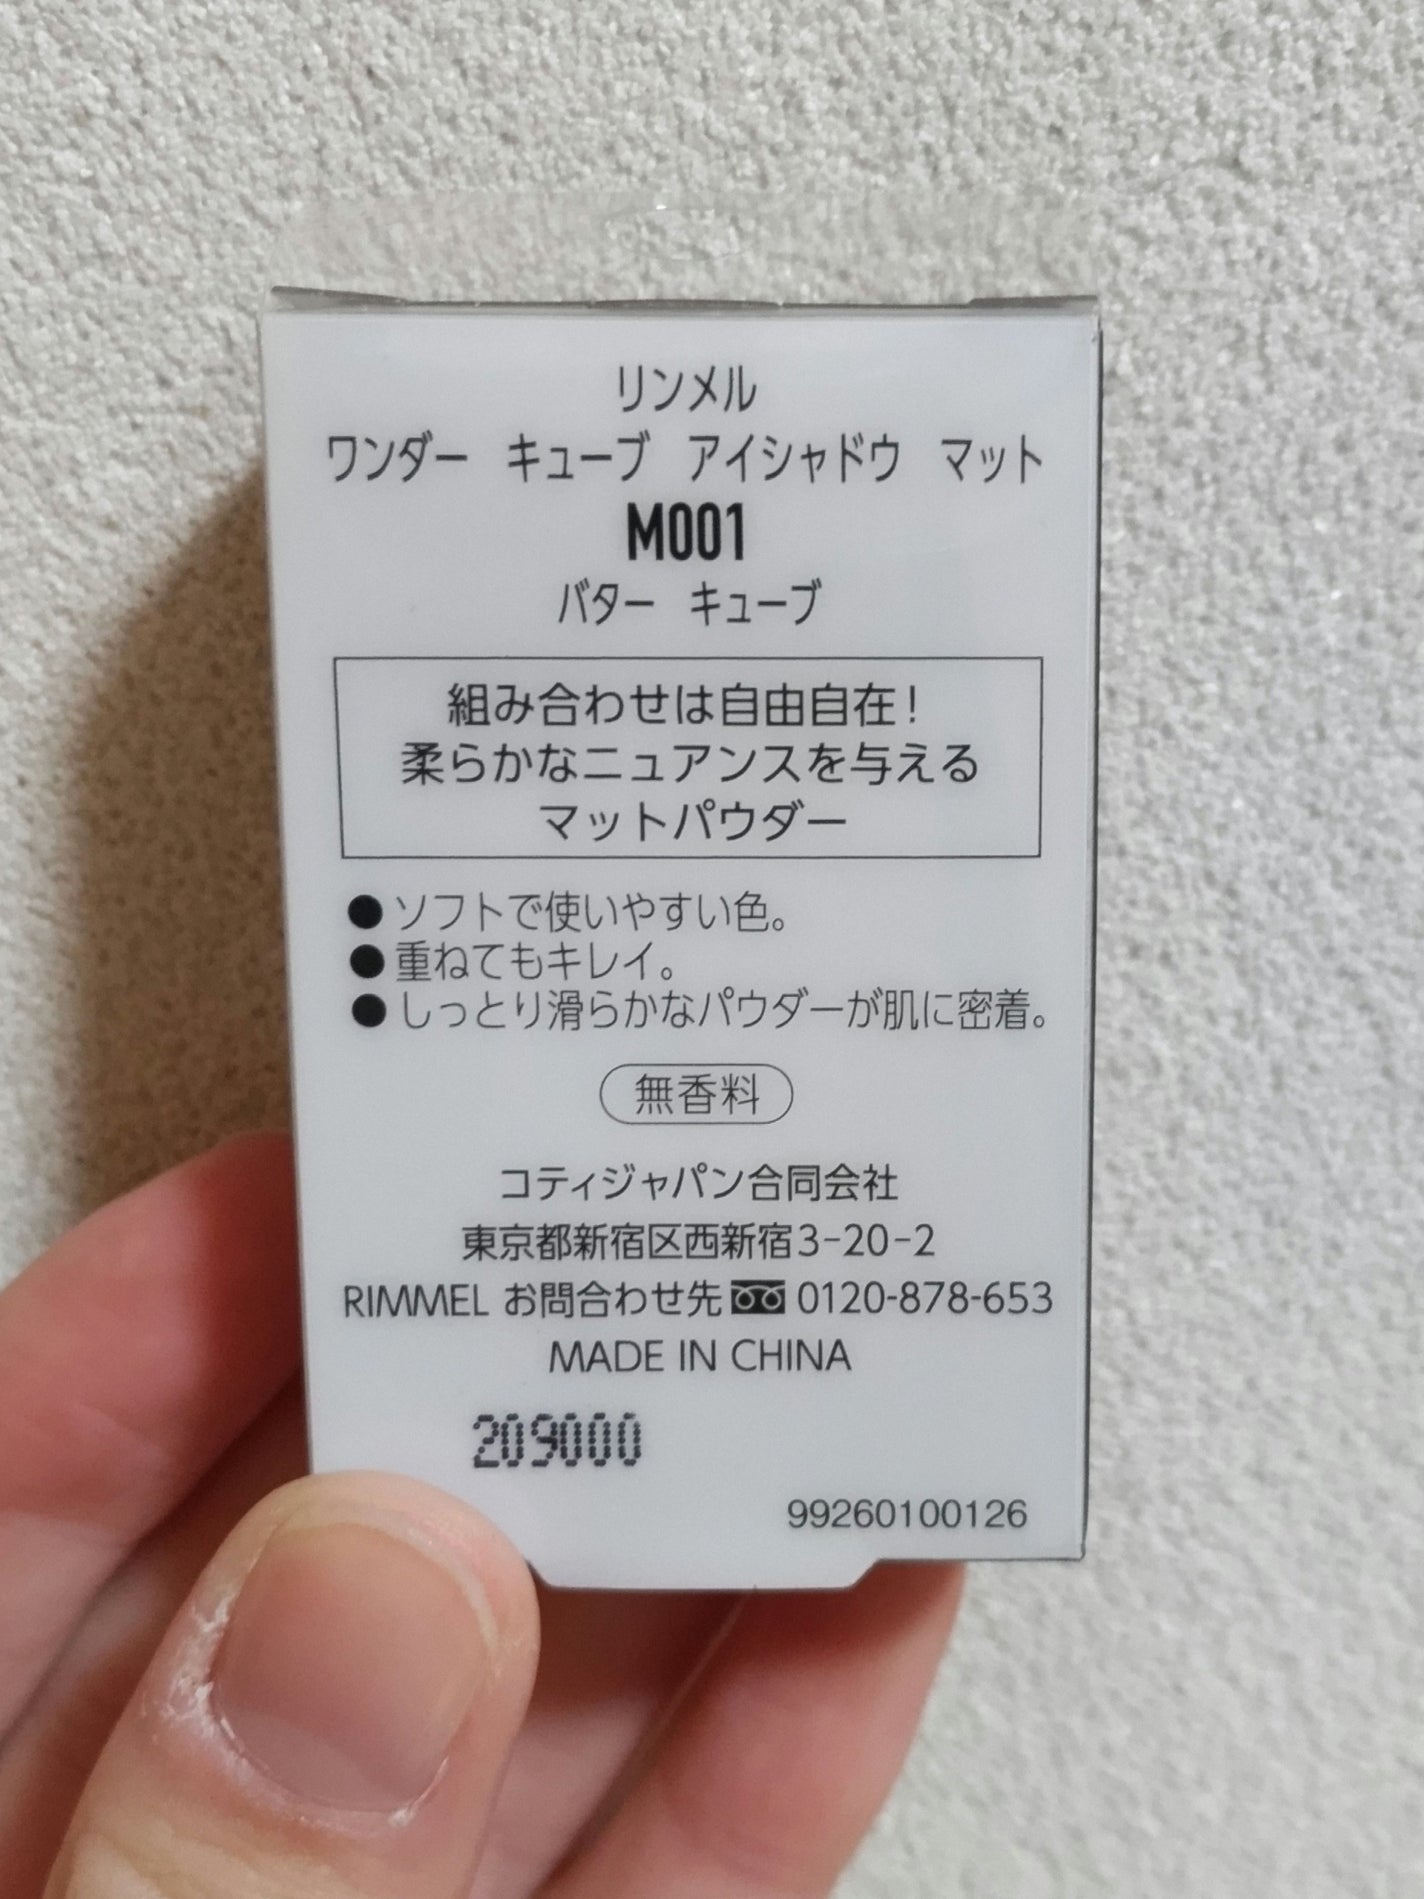 リンメル
ワンダー キューブ アイシャドウ マット
M001
バター キューブ
組み合わせは自由自在!
柔らかなニュアンスを与える
マットパウダー
●ソフトで使いやすい色。
●重ねてもキレイ。
●しっとり滑らかなパウダーが肌に密着。
無香料
コティジャパン合同会社
東京都新宿区西新宿3-20-2
RIMMEL お問合わせ先 0120-878-653
MADE IN CHINA
209000
99260100126